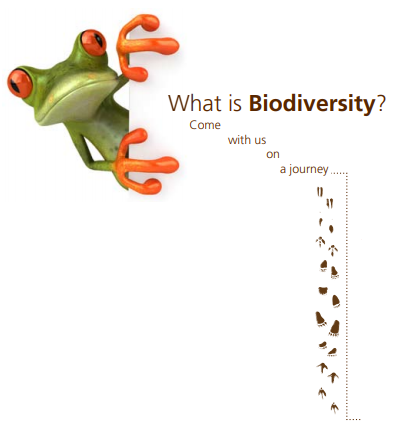 What is Biodiversity?
Come
with us
on
a journey ......